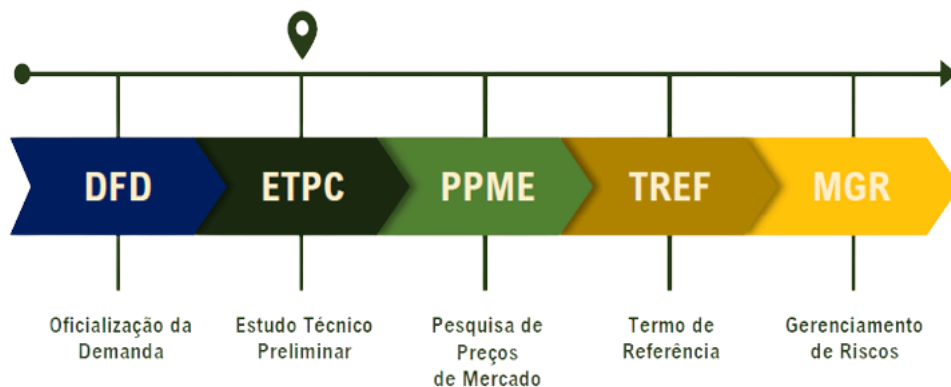 DFD
ETPC
PPME
TREF
MGR
Oficialização da
Demanda
Estudo Técnico
Preliminar
Pesquisa de
Preços
de Mercado
Termo de
Referência
Gerenciamento
de Riscos